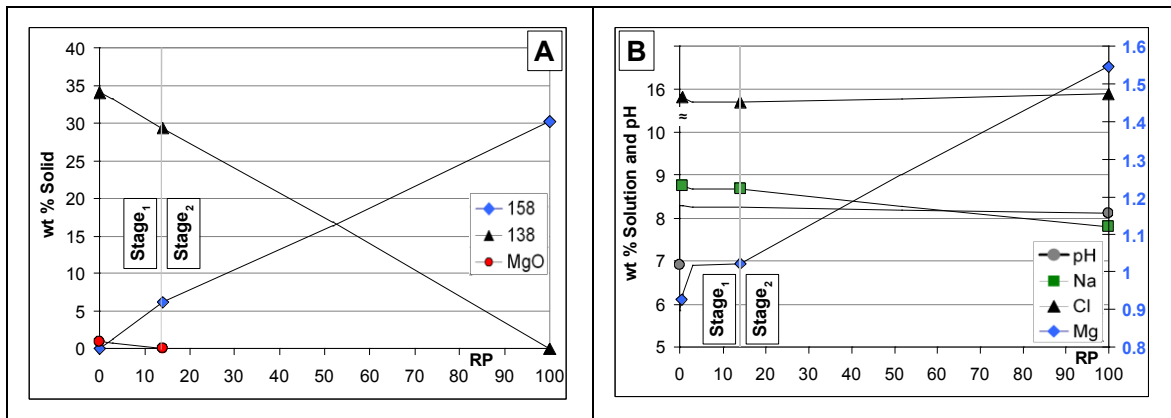 A
wt % Solid
40
35
30
25
20
15
10
5
0
Stage1
Stage2
158
138
MgO
0 10 20 30 40 50 60 70 80 90 100
RP
B
wt % Solution and pH
16
≈
10
9
8
7
6
5
1.6
1.5
1.4
1.3
1.2
1.1
1
0.9
0.8
Stage1
Stage2
pH
Na
Cl
Mg
RP
0 10 20 30 40 50 60 70 80 90 100